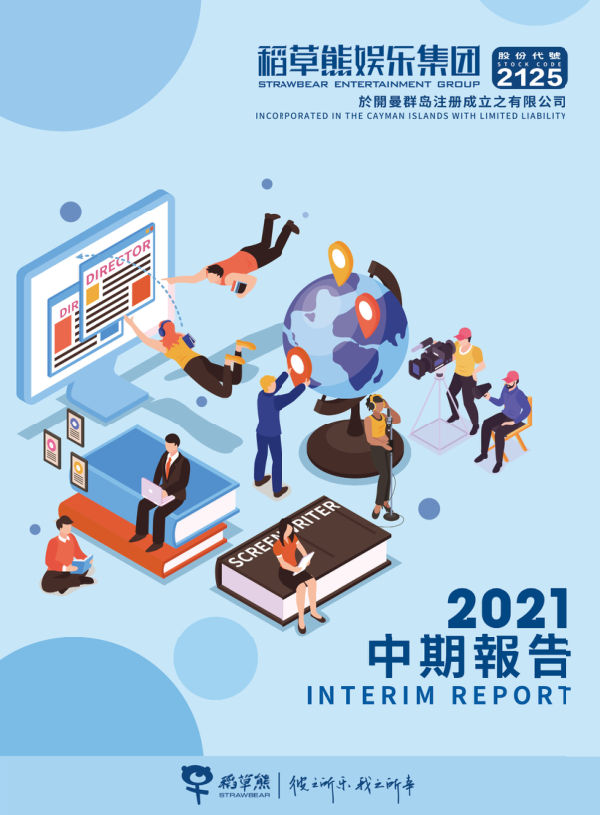 稻草熊娱乐集团
STRAWBEAR ENTERTAINMENT GROUP
股份代號
STOCK CODE
2125
於開曼群岛注册成立之有限公司
INCORPORATED IN THE CAYMAN ISLANDS WITH LIMITED LIABILITY
DIRECTOR
DI
SCREENWRITER
2021
中期報告
INTERIM REPORT
稻草熊
STRAWBEAR
彼之所乐 我之所幸